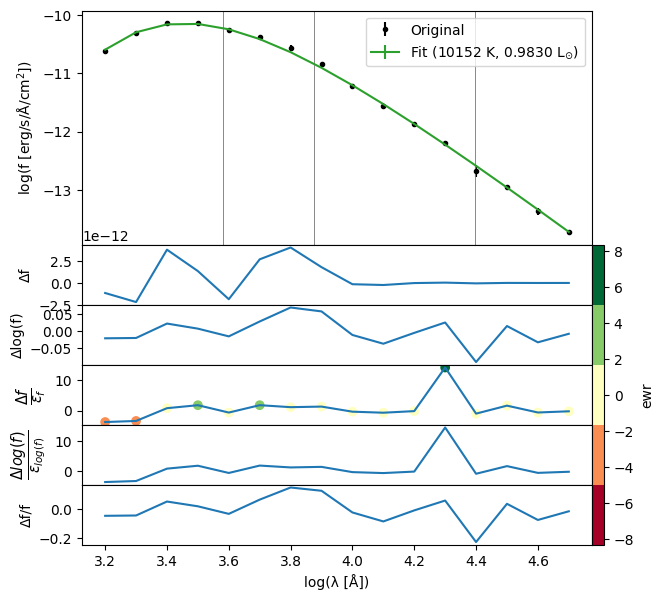 −10
−11
−12
−13
log(f [erg/s/Å/cm²])
Original
Fit (10152 K, 0.9830 L⊙)
1e−12
2.5
0.0
−2.5
Δf
0.05
0.00
−0.05
Δlog(f)
10
0
Δf/ε_f
10
0
Δlog(f)/ε_log(f)
0.0
−0.2
Δf/f
8
6
4
2
0
−2
−4
−6
−8
ewr
3.2 3.4 3.6 3.8 4.0 4.2 4.4 4.6
log(λ [Å])